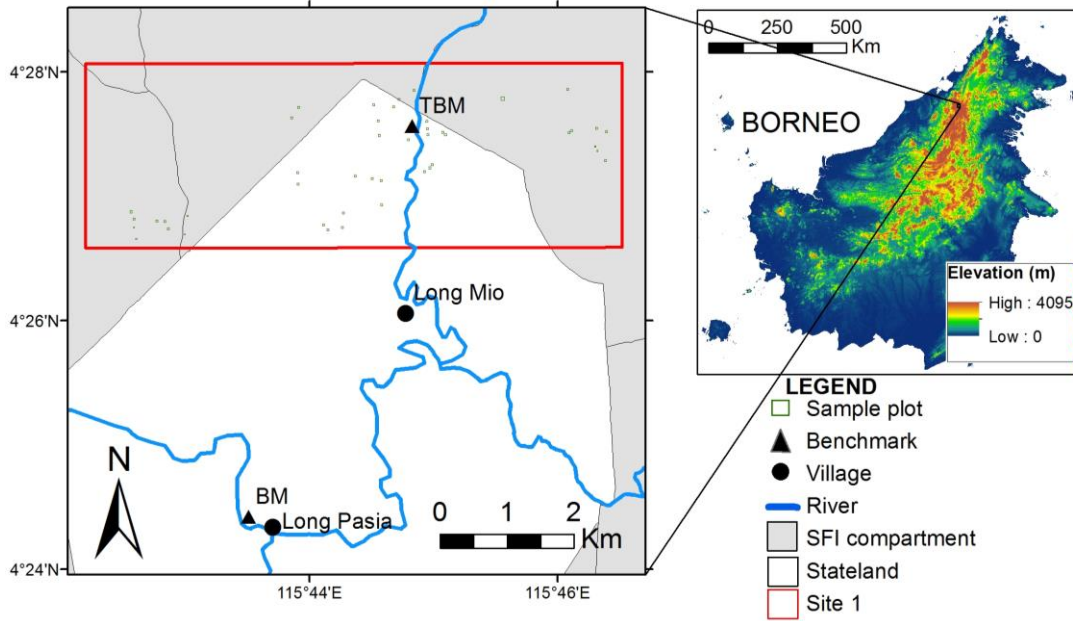 4°28'N
4°26'N
4°24'N
115°44'E
115°46'E
TBM
Long Mio
BM
Long Pasia
N
0 1 2
Km
0 250 500
Km
BORNEO
Elevation (m)
High : 4095
Low : 0
LEGEND
Sample plot
Benchmark
Village
River
SFI compartment
Stateland
Site 1